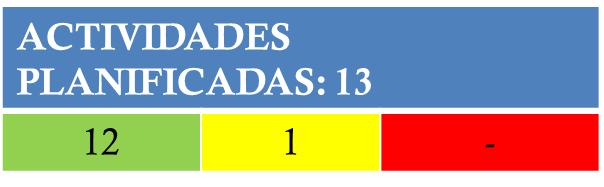 ACTIVIDADES
PLANIFICADAS: 13
12 1 -